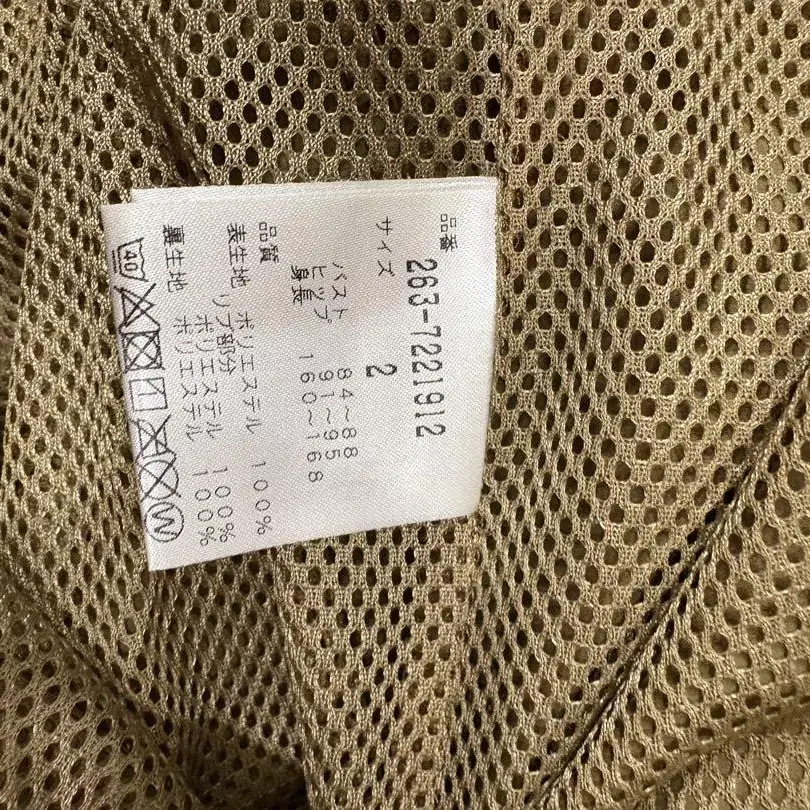 品番 263-7221912
サイズ 2
バスト 84～88
ヒップ 91～95
身長 160～168
品質
表生地 ポリエステル 100%
リブ部分
ポリエステル 100%
裏生地 ポリエステル 100%
40
W